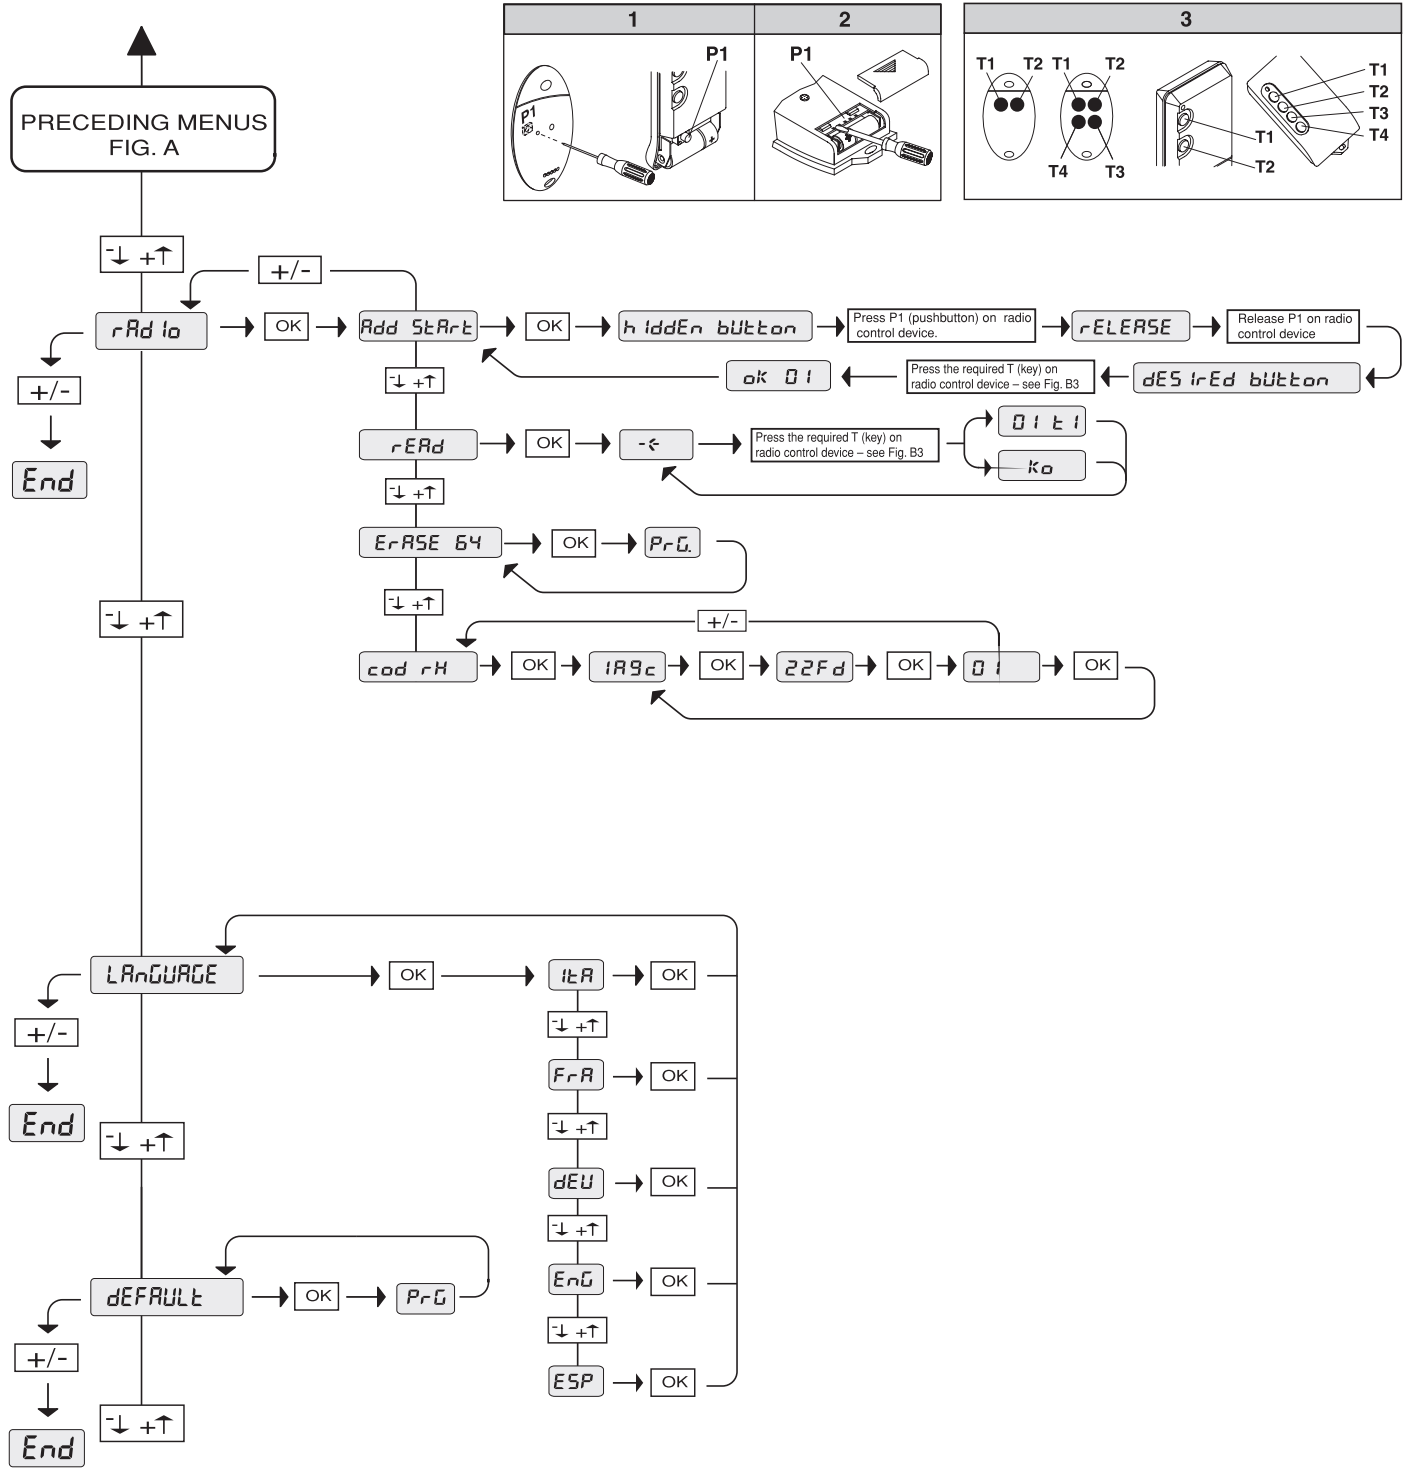 1
2
3
P1
P1
P1
T1
T2
T1
T2
T4
T3
T1
T2
T1
T2
T3
T4
PRECEDING MENUS
FIG. A
- +
+/-
rAdIo
OK
Add StArt
OK
hIddEn bUtton
Press P1 (pushbutton) on radio
control device.
rELEASE
Release P1 on radio
control device
+/-
End
- +
oK 01
Press the required T (key) on
radio control device – see Fig. B3
dESIrEd bUtton
rEAd
OK
Press the required T (key) on
radio control device – see Fig. B3
01 t1
Ko
- +
ErASE 64
OK
PrG.
- +
- +
+/-
cod rH
OK
1A9c
OK
22Fd
OK
01
OK
LAnGUAGE
OK
ItA
OK
+/-
End
- +
FrA
OK
- +
- +
dEU
OK
- +
dEFAULt
OK
PrG
EnG
OK
+/-
End
- +
- +
ESP
OK